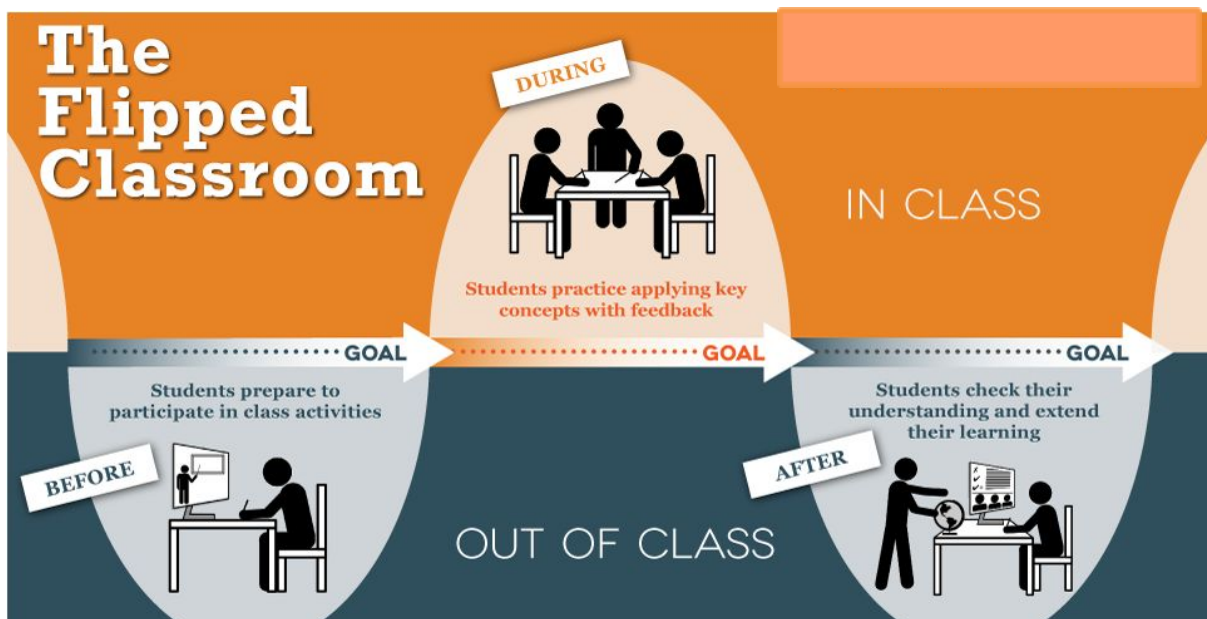 The
Flipped
Classroom
DURING
IN CLASS
Students practice applying key
concepts with feedback
GOAL
GOAL
GOAL
Students prepare to
participate in class activities
BEFORE
OUT OF CLASS
Students check their
understanding and extend
their learning
AFTER